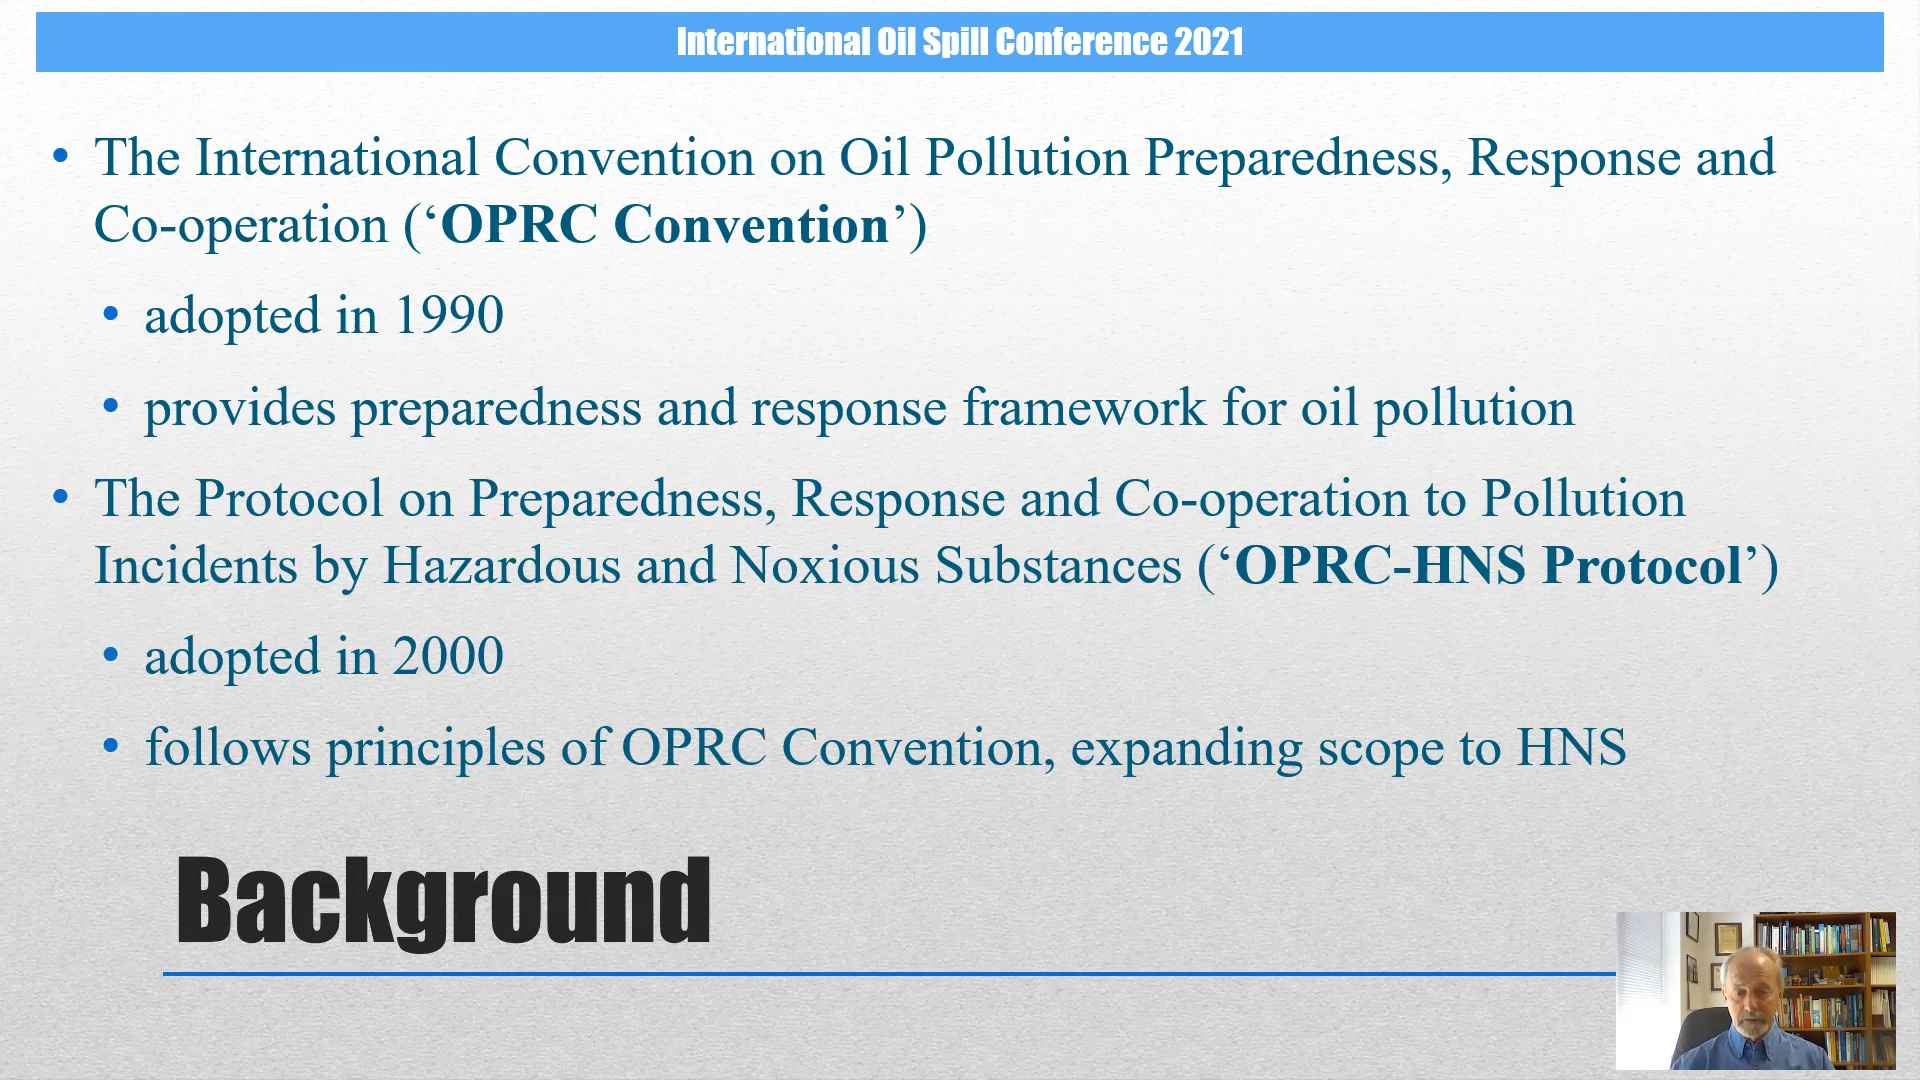 International Oil Spill Conference 2021
• The International Convention on Oil Pollution Preparedness, Response and
Co-operation (‘OPRC Convention’)
• adopted in 1990
• provides preparedness and response framework for oil pollution
• The Protocol on Preparedness, Response and Co-operation to Pollution
Incidents by Hazardous and Noxious Substances (‘OPRC-HNS Protocol’)
• adopted in 2000
• follows principles of OPRC Convention, expanding scope to HNS
Background